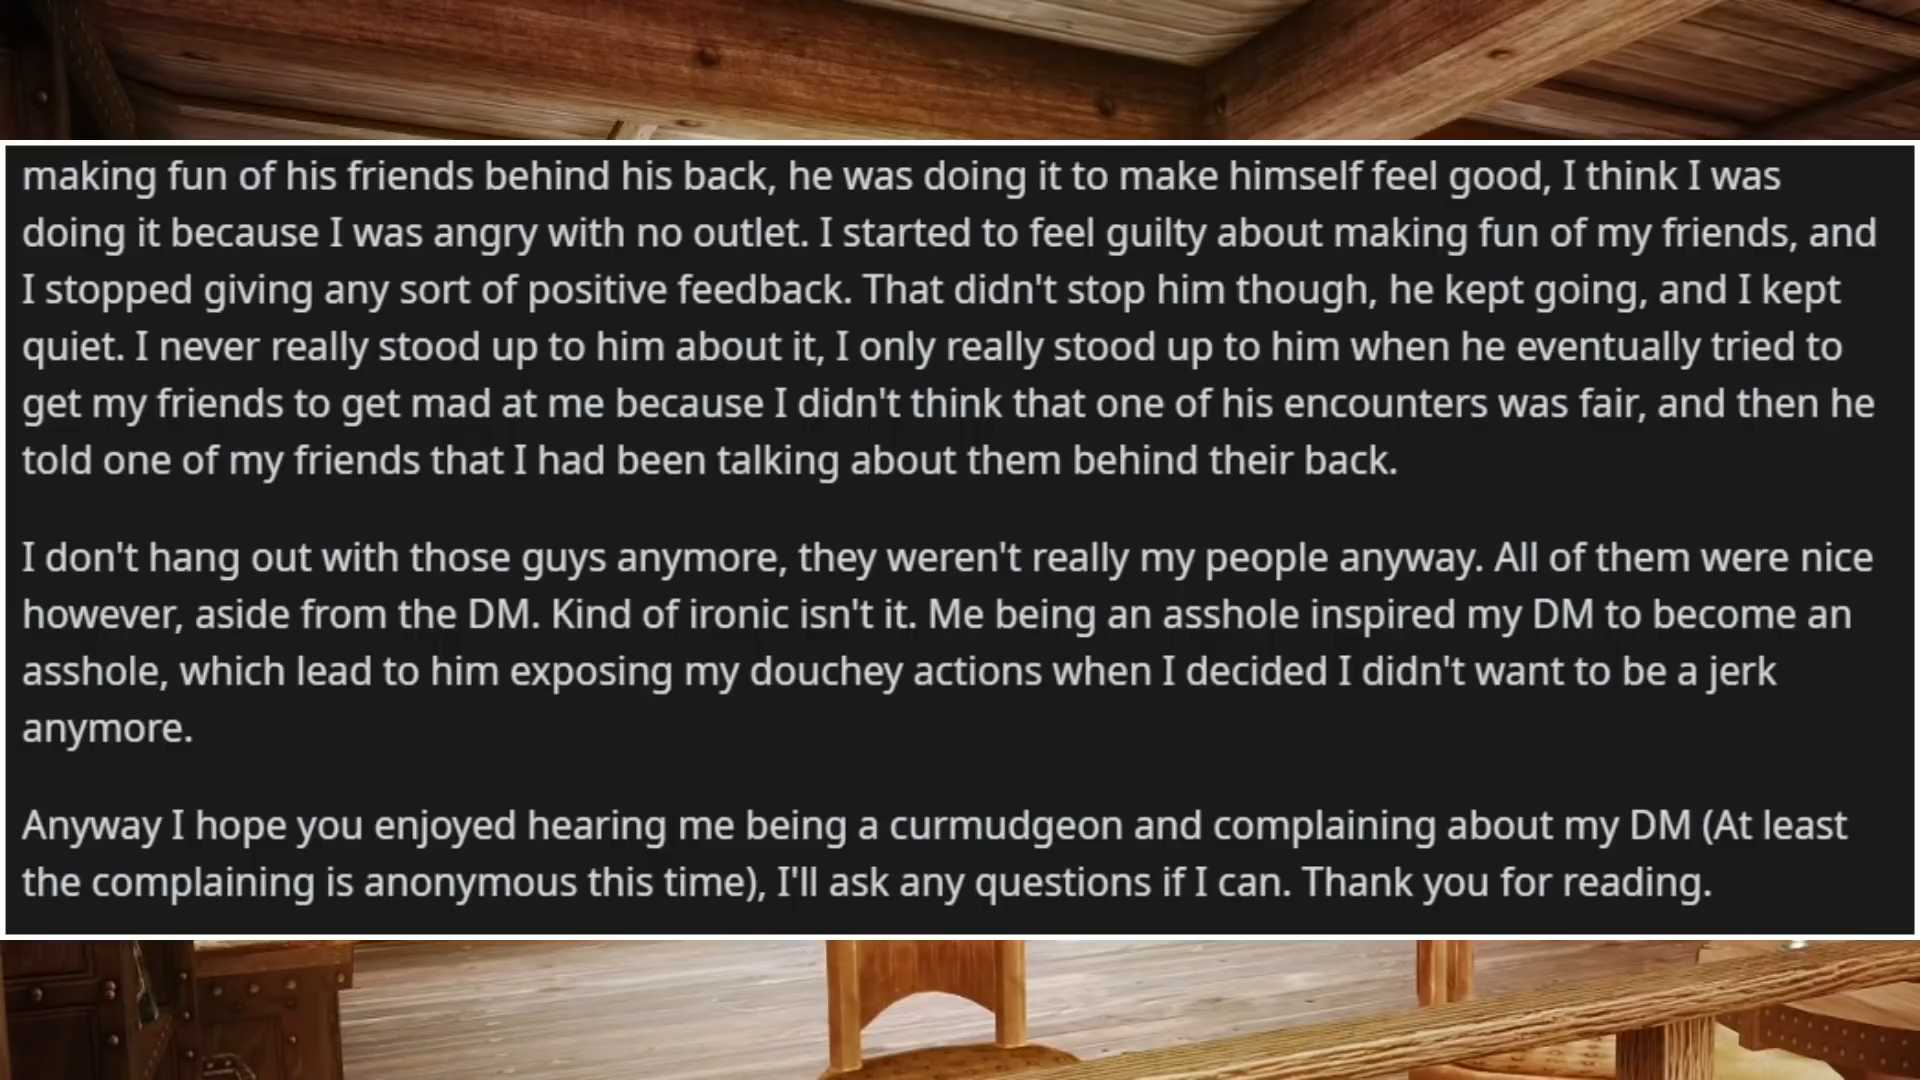 making fun of his friends behind his back, he was doing it to make himself feel good, I think I was
doing it because I was angry with no outlet. I started to feel guilty about making fun of my friends, and
I stopped giving any sort of positive feedback. That didn't stop him though, he kept going, and I kept
quiet. I never really stood up to him about it, I only really stood up to him when he eventually tried to
get my friends to get mad at me because I didn't think that one of his encounters was fair, and then he
told one of my friends that I had been talking about them behind their back.
I don't hang out with those guys anymore, they weren't really my people anyway. All of them were nice
however, aside from the DM. Kind of ironic isn't it. Me being an asshole inspired my DM to become an
asshole, which lead to him exposing my douchey actions when I decided I didn't want to be a jerk
anymore.
Anyway I hope you enjoyed hearing me being a curmudgeon and complaining about my DM (At least
the complaining is anonymous this time), I'll ask any questions if I can. Thank you for reading.